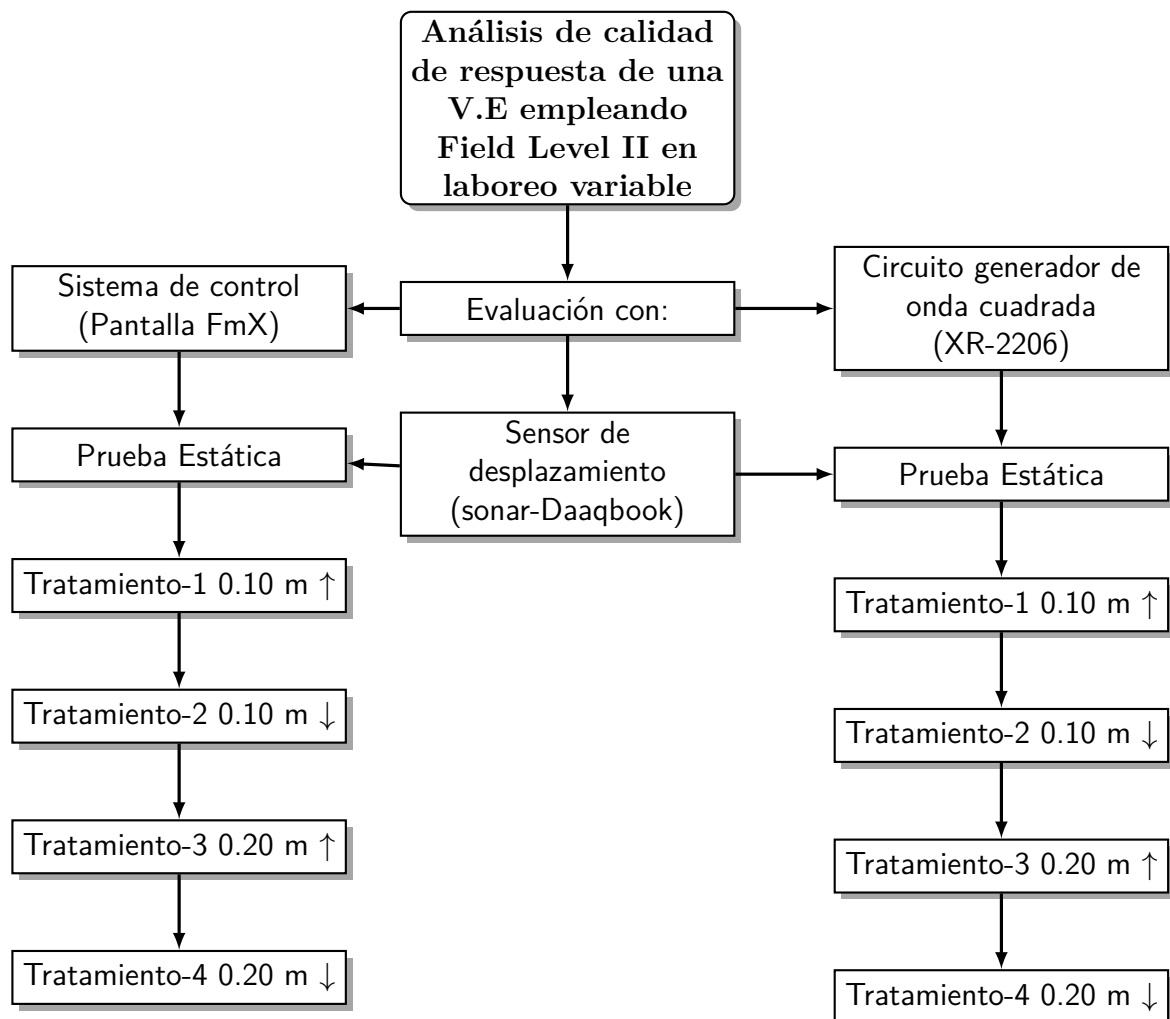 Análisis de calidad
de respuesta de una
V.E empleando
Field Level II en
laboreo variable
Sistema de control
(Pantalla FmX)
Evaluación con:
Circuito generador de
onda cuadrada
(XR-2206)
Prueba Estática
Sensor de
desplazamiento
(sonar-Daaqbook)
Prueba Estática
Tratamiento-1 0.10 m ↑
Tratamiento-2 0.10 m ↓
Tratamiento-3 0.20 m ↑
Tratamiento-4 0.20 m ↓
Tratamiento-1 0.10 m ↑
Tratamiento-2 0.10 m ↓
Tratamiento-3 0.20 m ↑
Tratamiento-4 0.20 m ↓